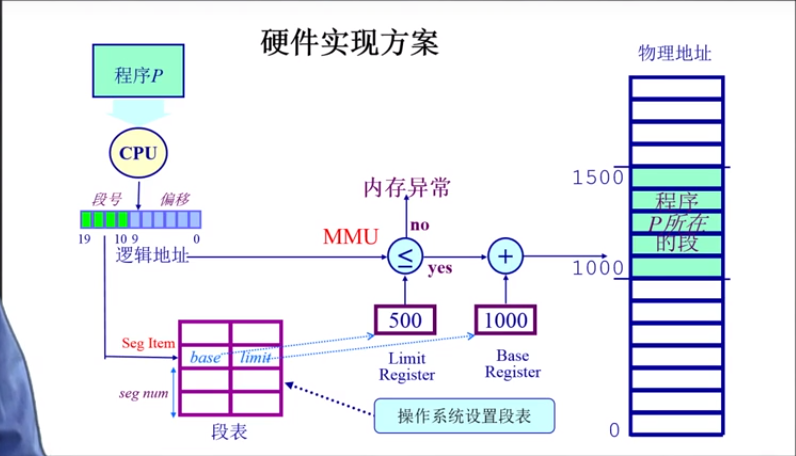 硬件实现方案
物理地址
程序P
CPU
段号
偏移
19
10
9
0
逻辑地址
MMU
内存异常
no
≤
yes
+
500
1000
Limit
Register
Base
Register
1500
1000
0
程序
P所在
的段
Seg Item
base
limit
seg num
段表
操作系统设置段表